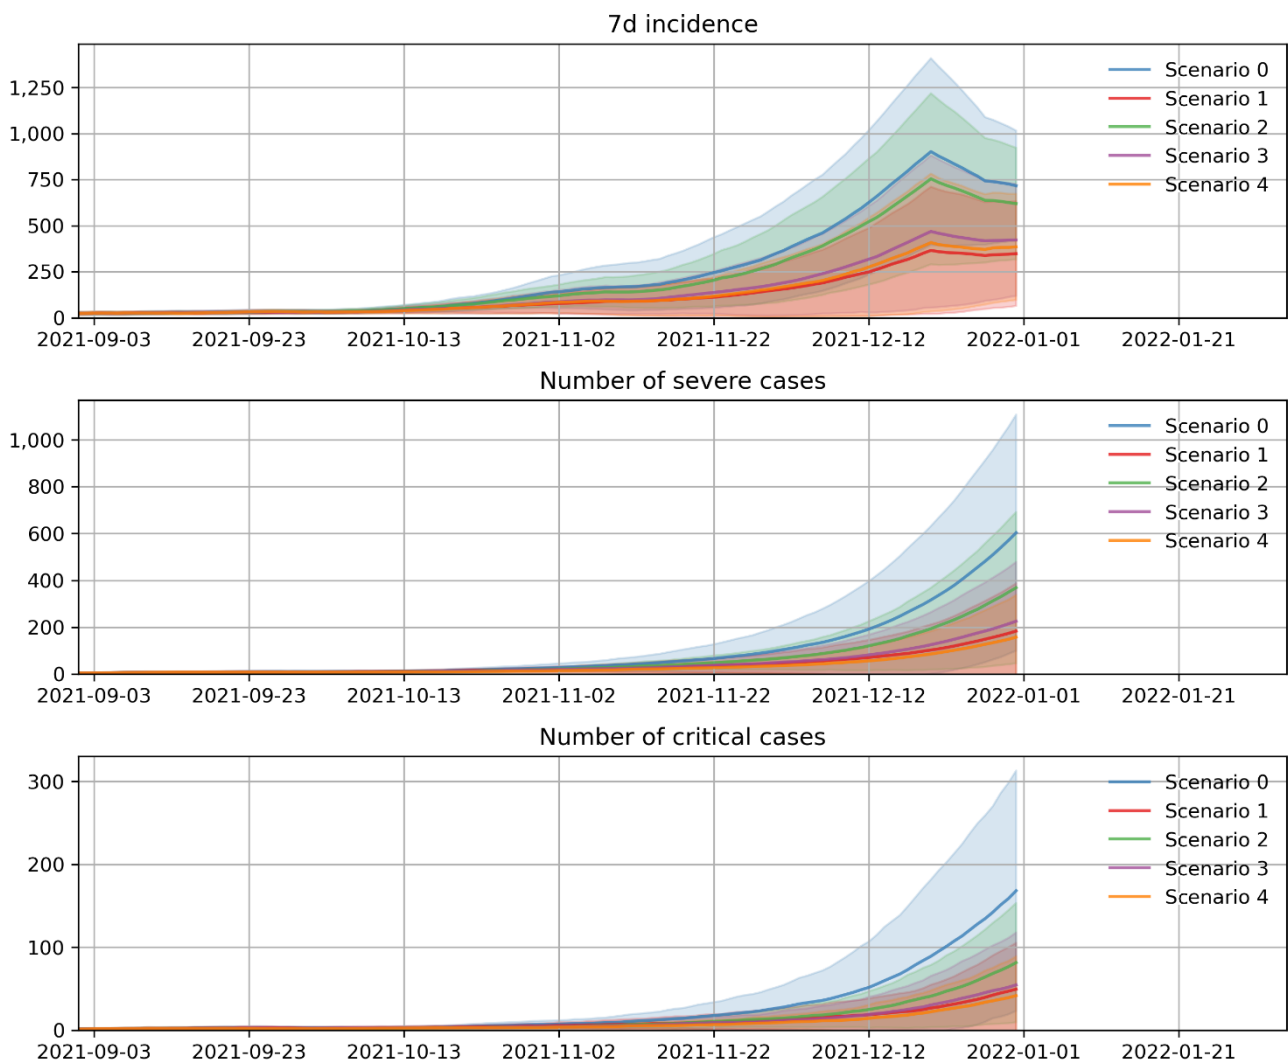 7d incidence
1,250
1,000
750
500
250
0
Scenario 0
Scenario 1
Scenario 2
Scenario 3
Scenario 4
2021-09-03 2021-09-23 2021-10-13 2021-11-02 2021-11-22 2021-12-12 2022-01-01 2022-01-21
Number of severe cases
1,000
800
600
400
200
0
Scenario 0
Scenario 1
Scenario 2
Scenario 3
Scenario 4
2021-09-03 2021-09-23 2021-10-13 2021-11-02 2021-11-22 2021-12-12 2022-01-01 2022-01-21
Number of critical cases
300
200
100
0
Scenario 0
Scenario 1
Scenario 2
Scenario 3
Scenario 4
2021-09-03 2021-09-23 2021-10-13 2021-11-02 2021-11-22 2021-12-12 2022-01-01 2022-01-21